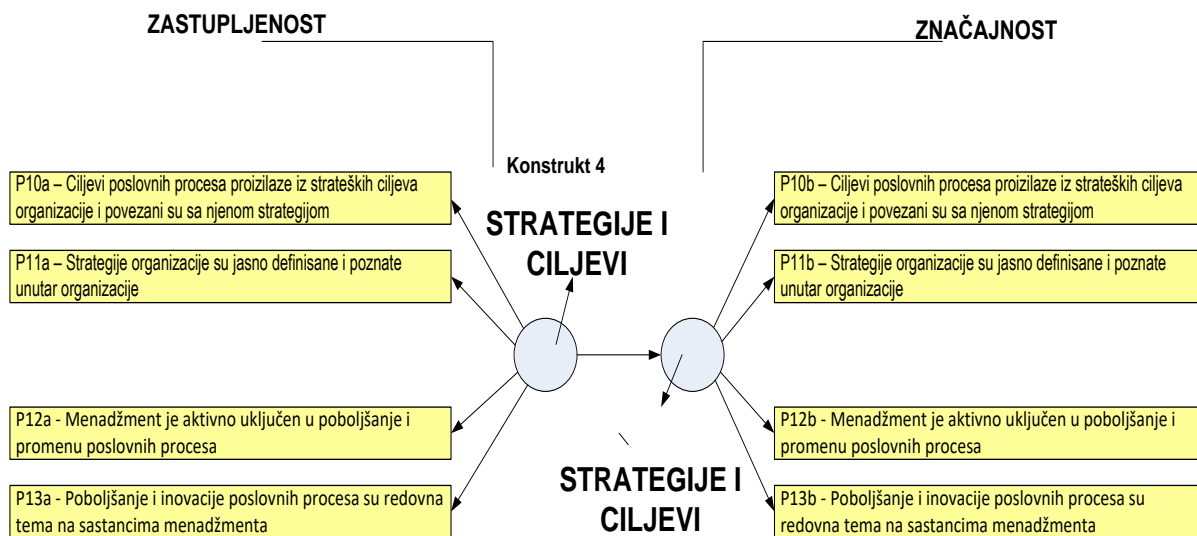 ZASTUPLJENOST
ZNAČAJNOST
Konstrukt 4
P10a – Ciljevi poslovnih procesa proizilaze iz strateških ciljeva
organizacije i povezani su sa njenom strategijom
P11a – Strategije organizacije su jasno definisane i poznate
unutar organizacije
P12a - Menadžment je aktivno uključen u poboljšanje i
promenu poslovnih procesa
P13a - Poboljšanje i inovacije poslovnih procesa su redovna
tema na sastancima menadžmenta
STRATEGIJE I
CILJEVI
STRATEGIJE I
CILJEVI
P10b – Ciljevi poslovnih procesa proizilaze iz strateških ciljeva
organizacije i povezani su sa njenom strategijom
P11b – Strategije organizacije su jasno definisane i poznate
unutar organizacije
P12b - Menadžment je aktivno uključen u poboljšanje i
promenu poslovnih procesa
P13b - Poboljšanje i inovacije poslovnih procesa su
redovna tema na sastancima menadžmenta